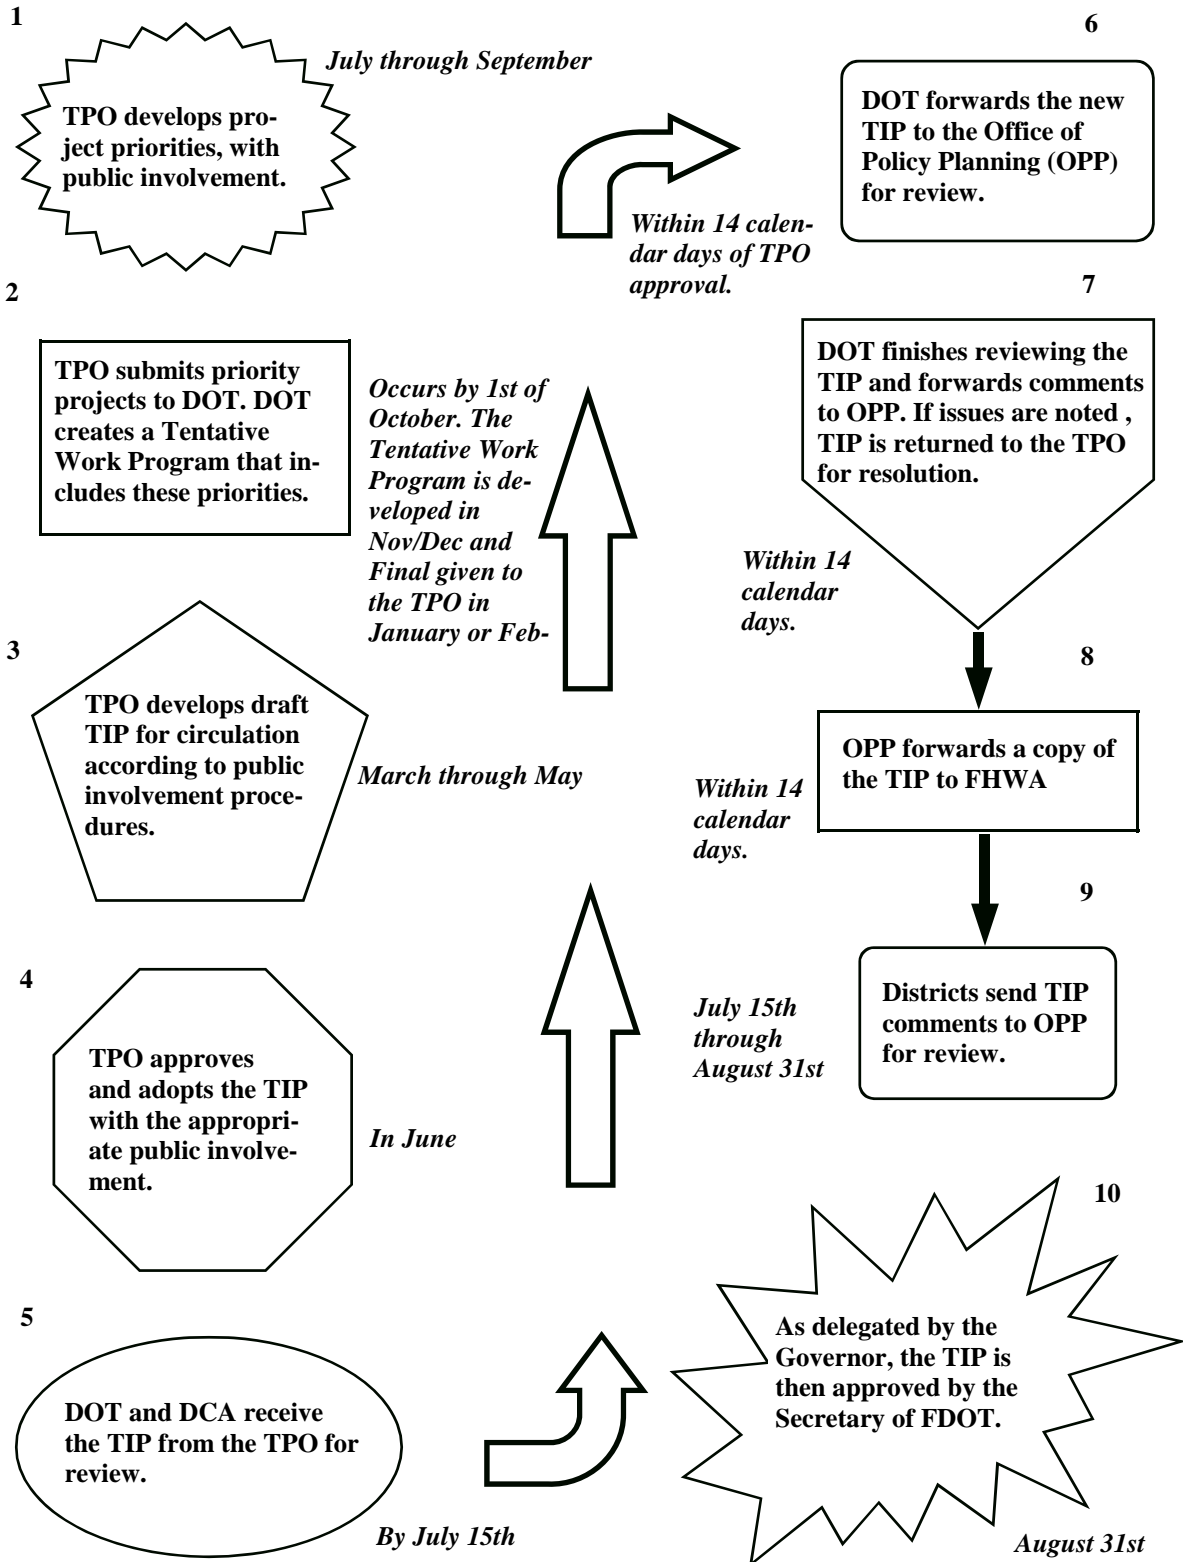 1
TPO develops pro-
ject priorities, with
public involvement.
July through September
2
TPO submits priority
projects to DOT. DOT
creates a Tentative
Work Program that in-
cludes these priorities.
Occurs by 1st of
October. The
Tentative Work
Program is de-
veloped in
Nov/Dec and
Final given to
the TPO in
January or Feb-
3
TPO develops draft
TIP for circulation
according to public
involvement proce-
dures.
March through May
4
TPO approves
and adopts the TIP
with the appropri-
ate public involve-
ment.
In June
5
DOT and DCA receive
the TIP from the TPO for
review.
By July 15th
6
DOT forwards the new
TIP to the Office of
Policy Planning (OPP)
for review.
Within 14 calen-
dar days of TPO
approval.
7
DOT finishes reviewing the
TIP and forwards comments
to OPP. If issues are noted ,
TIP is returned to the TPO
for resolution.
Within 14
calendar
days.
8
OPP forwards a copy of
the TIP to FHWA
Within 14
calendar
days.
9
Districts send TIP
comments to OPP
for review.
July 15th
through
August 31st
10
As delegated by the
Governor, the TIP is
then approved by the
Secretary of FDOT.
August 31st